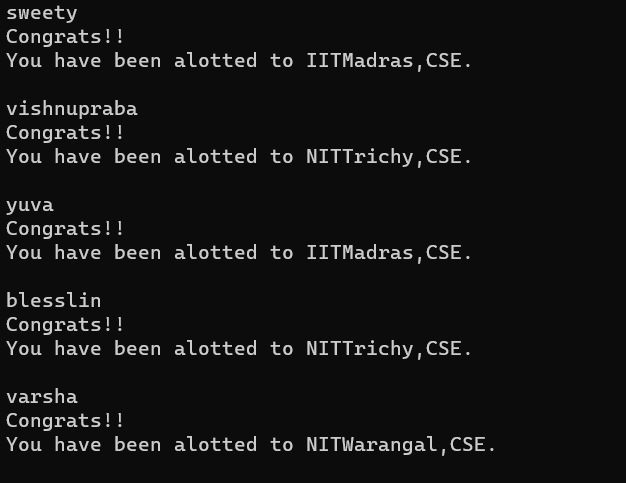 sweety
Congrats!!
You have been alotted to IITMadras,CSE.
vishnupraba
Congrats!!
You have been alotted to NITTrichy,CSE.
yuva
Congrats!!
You have been alotted to IITMadras,CSE.
blesslin
Congrats!!
You have been alotted to NITTrichy,CSE.
varsha
Congrats!!
You have been alotted to NITWarangal,CSE.